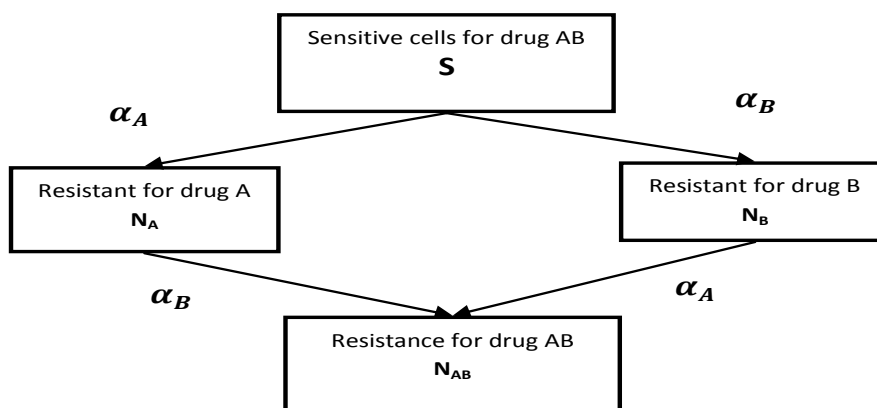 Sensitive cells for drug AB
S
α_A
α_B
Resistant for drug A
N_A
Resistant for drug B
N_B
α_B
α_A
Resistance for drug AB
N_AB